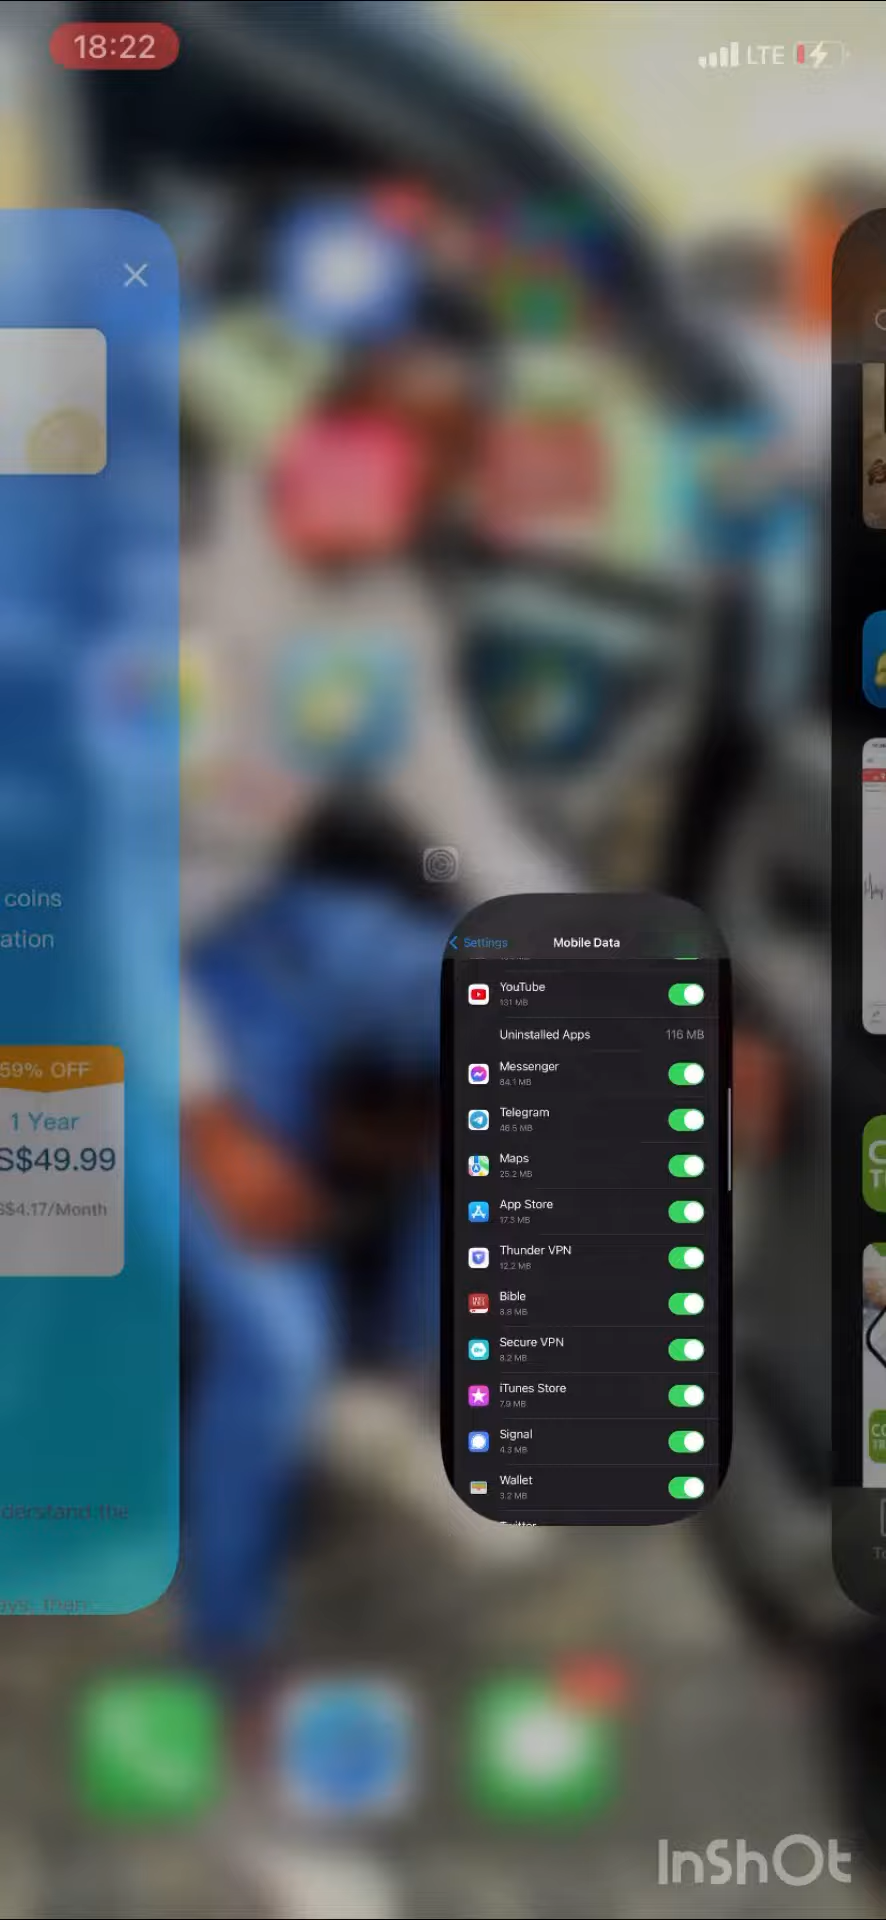 18:22
LTE
coins
ation
59% OFF
1 Year
S$49.99
S$4.17/Month
derstand the
Settings
Mobile Data
YouTube
131 MB
Uninstalled Apps
116 MB
Messenger
84.1 MB
Telegram
46.5 MB
Maps
25.2 MB
App Store
17.3 MB
Thunder VPN
12.2 MB
Bible
8.8 MB
Secure VPN
8.2 MB
iTunes Store
7.9 MB
Signal
4.3 MB
Wallet
3.2 MB
Twitter
InShOt